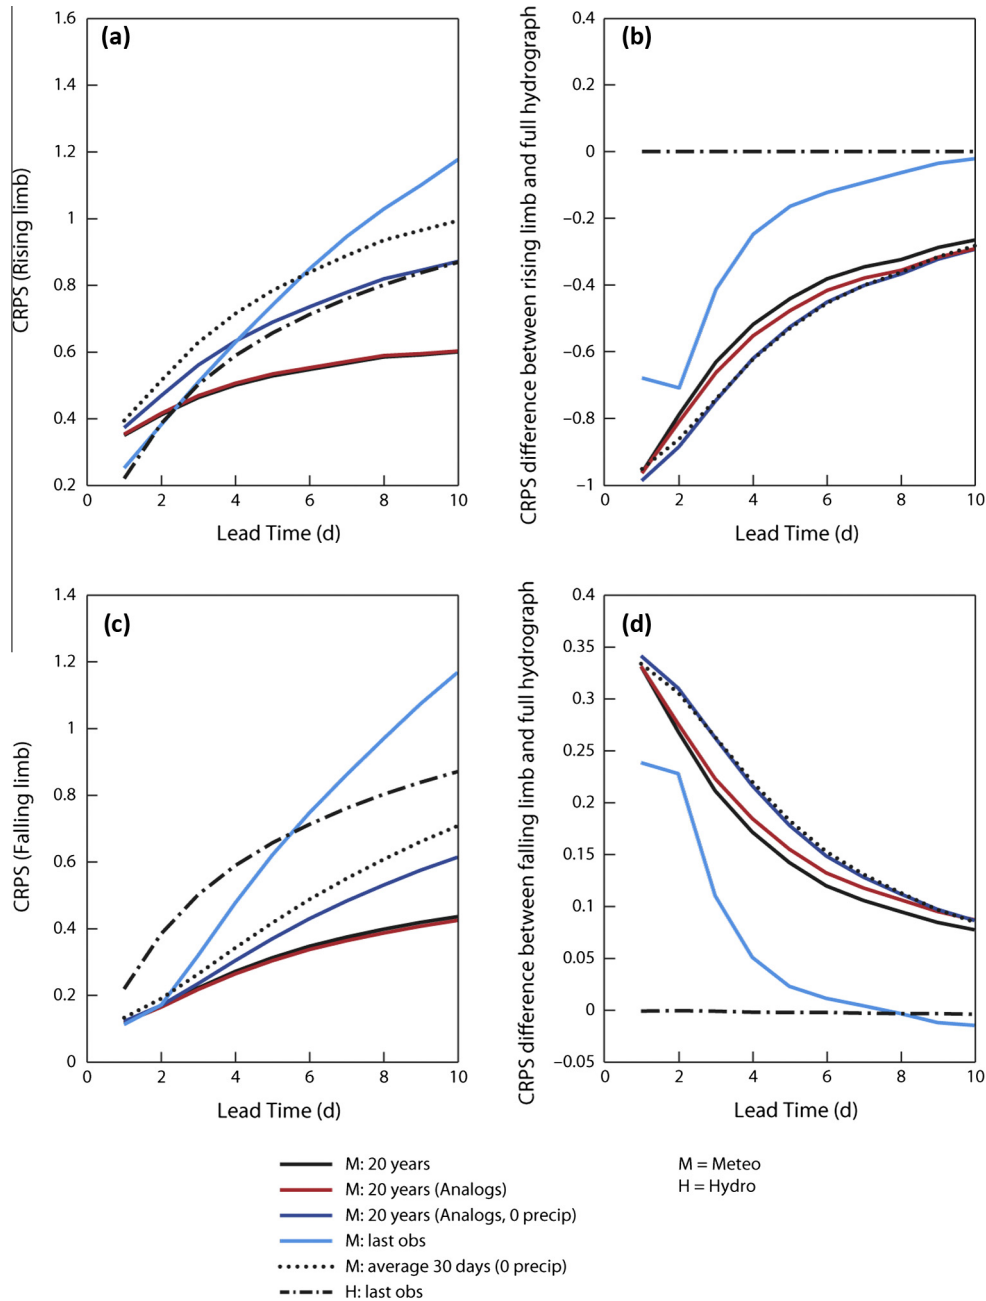 (a)
CRPS (Rising limb)
1.6
1.4
1.2
1
0.8
0.6
0.4
0.2
0
2
4
6
8
10
Lead Time (d)
(b)
CRPS difference between rising limb and full hydrograph
0.4
0.2
0
−0.2
−0.4
−0.6
−0.8
−1
0
2
4
6
8
10
Lead Time (d)
(c)
CRPS (Falling limb)
1.4
1.2
1
0.8
0.6
0.4
0.2
0
0
2
4
6
8
10
Lead Time (d)
(d)
CRPS difference between falling limb and full hydrograph
0.4
0.35
0.3
0.25
0.2
0.15
0.1
0.05
0
−0.05
0
2
4
6
8
10
Lead Time (d)
M: 20 years
M: 20 years (Analogs)
M: 20 years (Analogs, 0 precip)
M: last obs
M: average 30 days (0 precip)
H: last obs
M = Meteo
H = Hydro